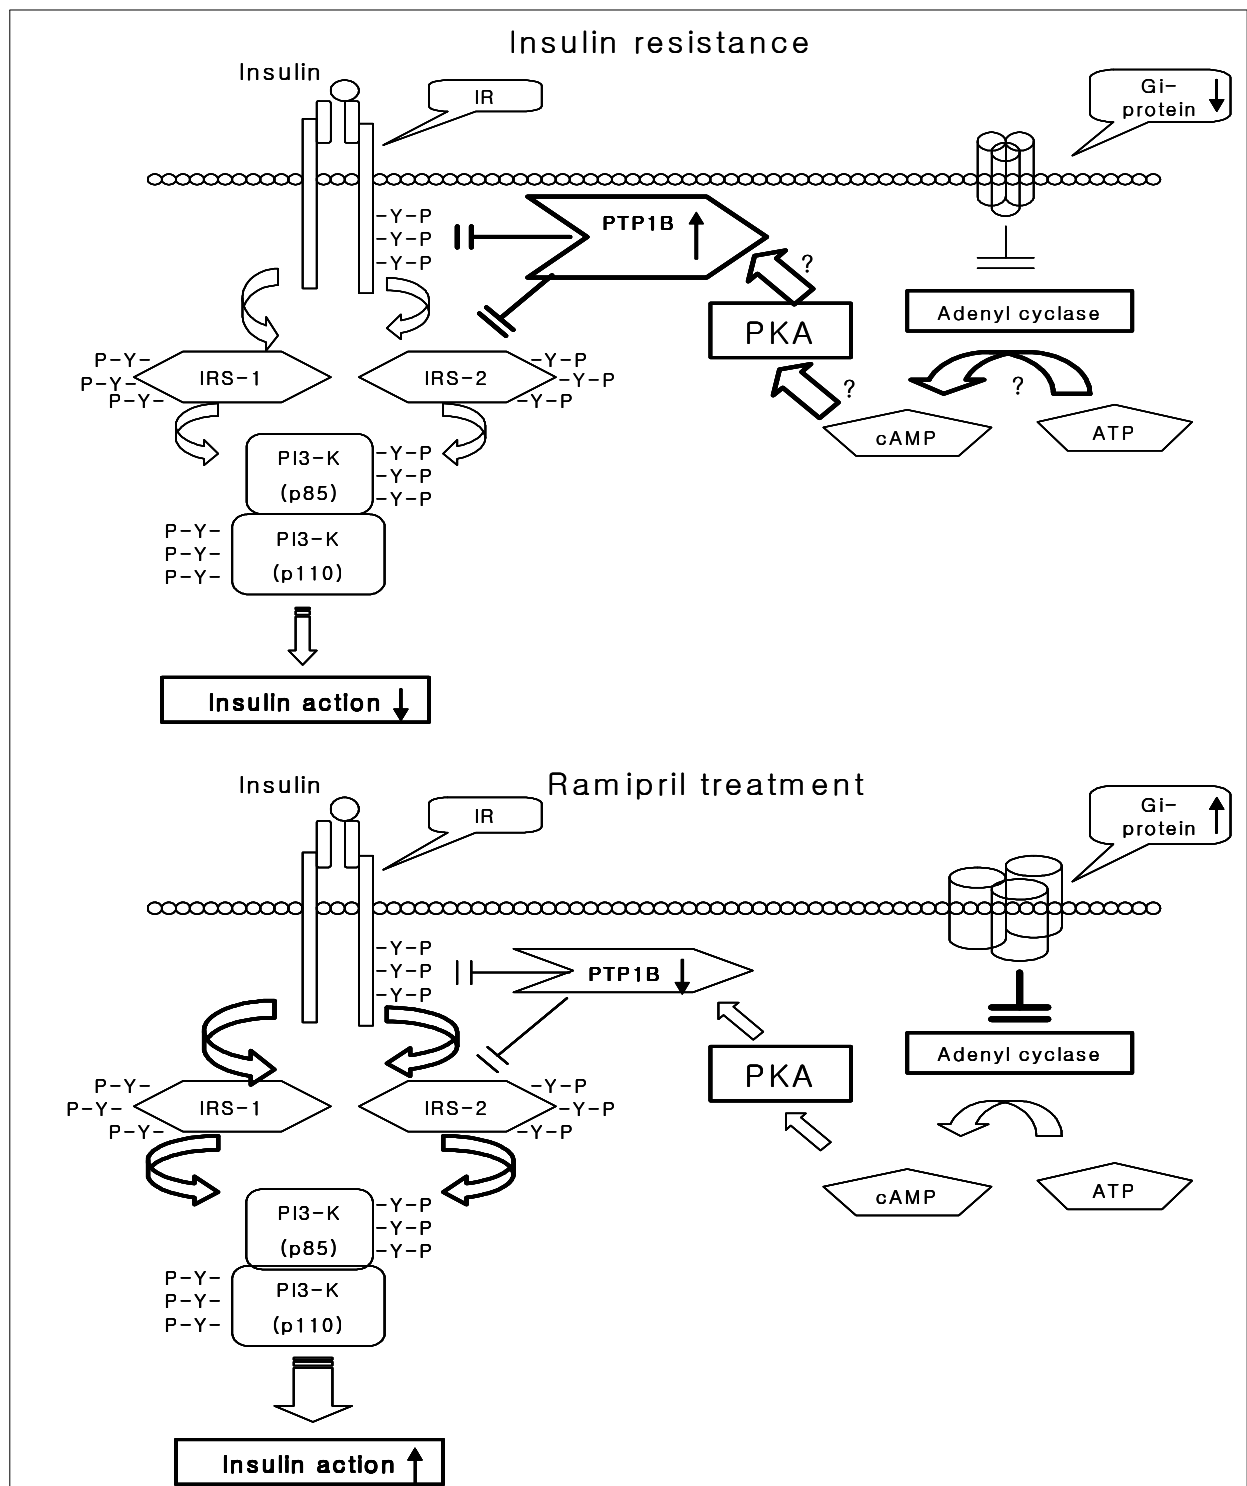 Insulin resistance
Insulin
IR
Gi-
protein
-Y-P
-Y-P
-Y-P
PTP1B
?
PKA
Adenyl cyclase
?
?
cAMP
ATP
P-Y-
P-Y-
P-Y-
IRS-1
IRS-2
-Y-P
-Y-P
-Y-P
PI3-K
(p85)
-Y-P
-Y-P
-Y-P
P-Y-
P-Y-
P-Y-
PI3-K
(p110)
Insulin action
Ramipril treatment
Insulin
IR
Gi-
protein
-Y-P
-Y-P
-Y-P
PTP1B
PKA
Adenyl cyclase
cAMP
ATP
P-Y-
P-Y-
P-Y-
IRS-1
IRS-2
-Y-P
-Y-P
-Y-P
PI3-K
(p85)
-Y-P
-Y-P
-Y-P
P-Y-
P-Y-
P-Y-
PI3-K
(p110)
Insulin action